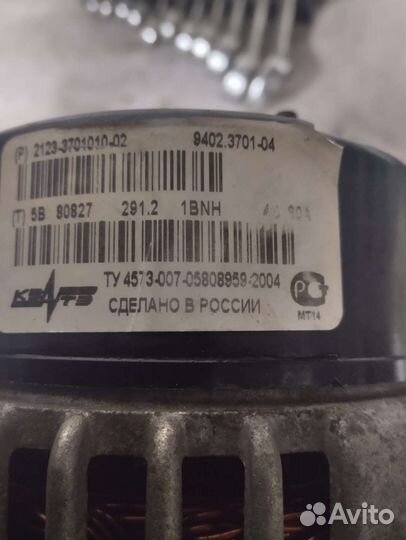 (P) 2123-3701010-02 9402.3701-04
(T) 5B 80827 291.2 1BNH
КЗАТЭ
ТУ 4573-007-05808959-2004
СДЕЛАНО В РОССИИ
МТ14
Avito